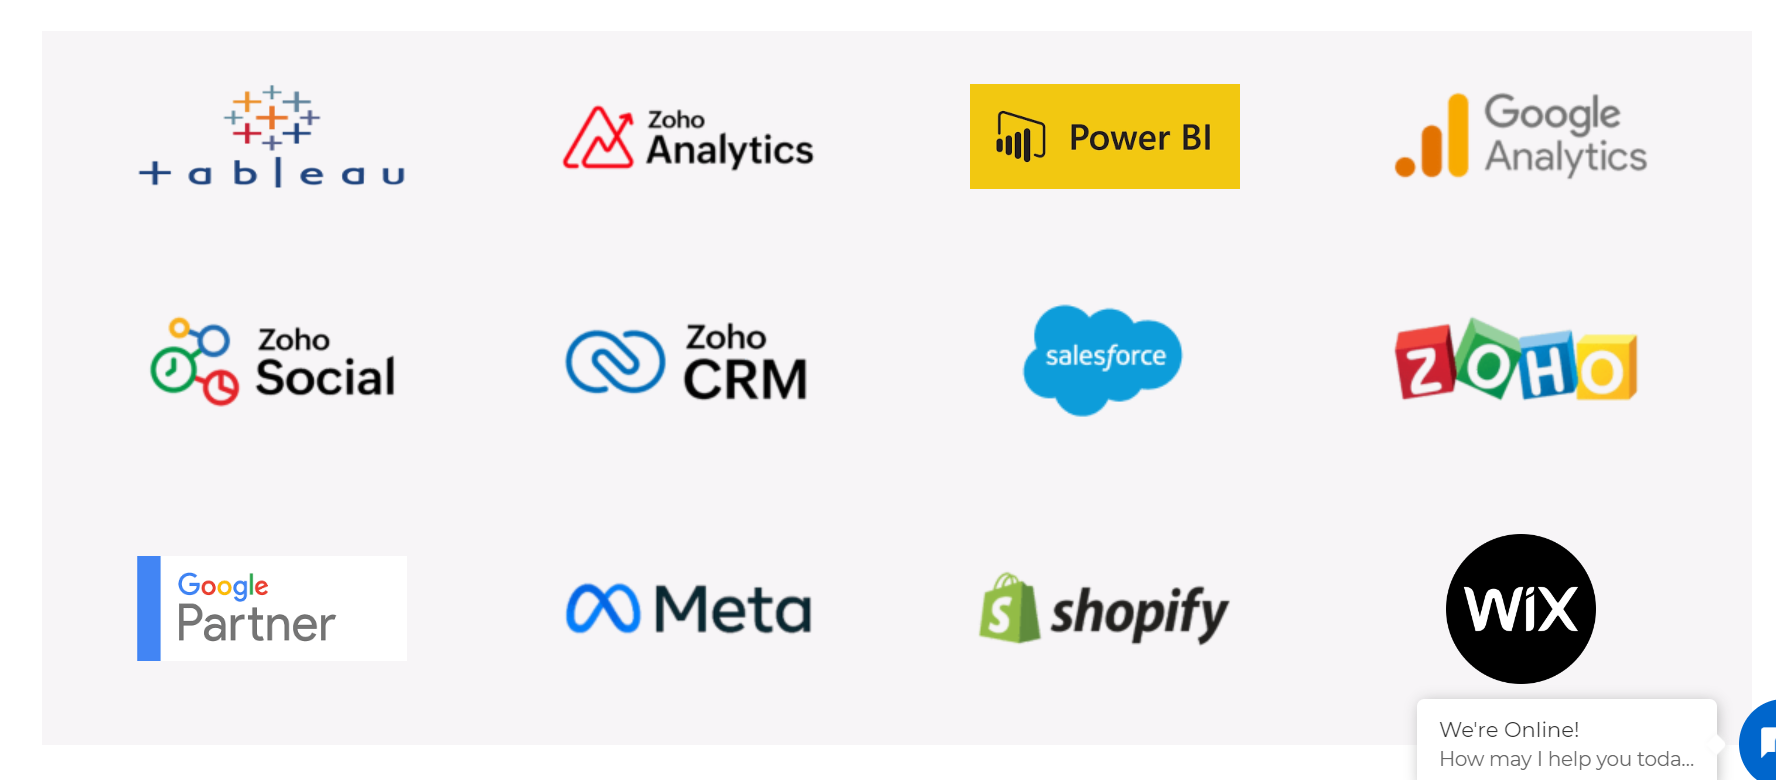 tableau
Zoho
Analytics
Power BI
Google
Analytics
Zoho
Social
Zoho
CRM
salesforce
ZOHO
Google
Partner
Meta
shopify
WiX
We're Online!
How may I help you toda...